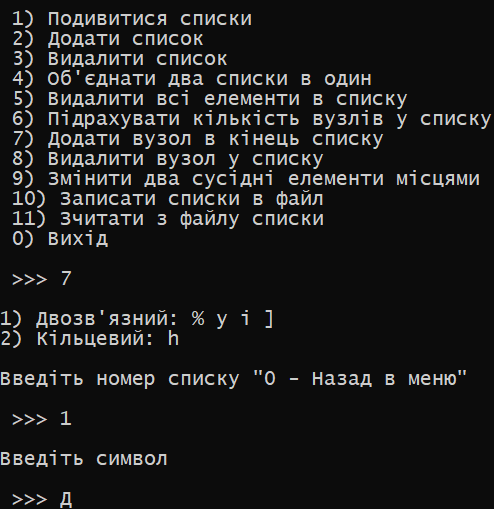 1) Подивитися списки
2) Додати список
3) Видалити список
4) Об'єднати два списки в один
5) Видалити всі елементи в списку
6) Підрахувати кількість вузлів у списку
7) Додати вузол в кінець списку
8) Видалити вузол у списку
9) Змінити два сусідні елементи місцями
10) Записати списки в файл
11) Зчитати з файлу списки
0) Вихід
>>> 7
1) Двозв'язний: % y i ]
2) Кільцевий: h
Введіть номер списку "0 - Назад в меню"
>>> 1
Введіть символ
>>> Д